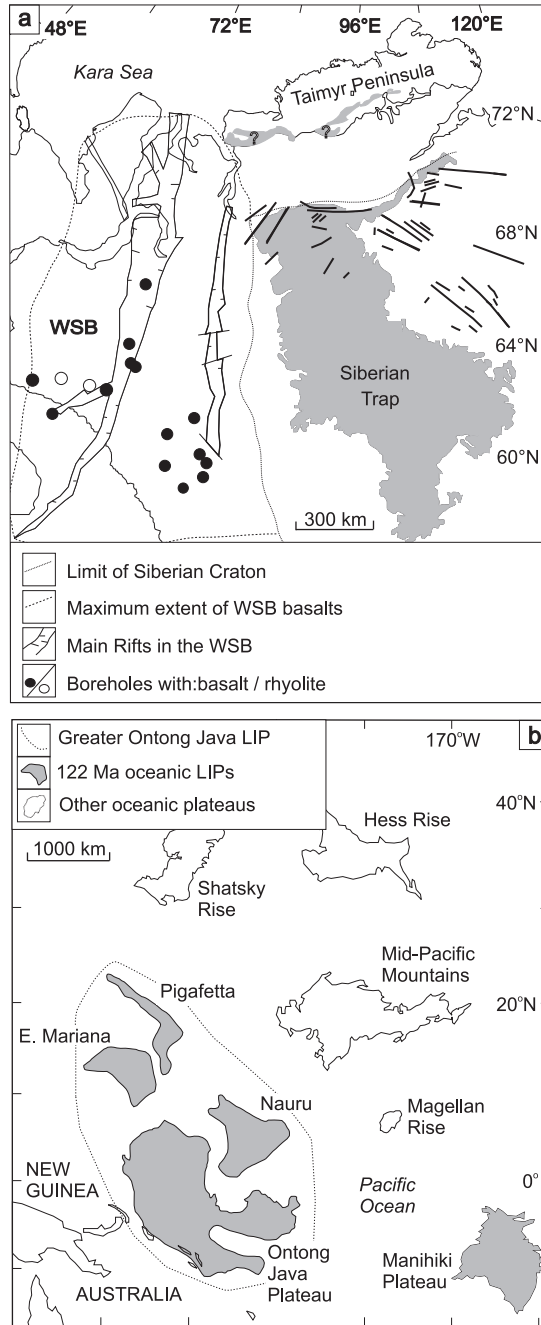 a
48°E
72°E
96°E
120°E
Kara Sea
Taimyr Peninsula
?
?
72°N
68°N
WSB
64°N
Siberian
Trap
60°N
300 km
Limit of Siberian Craton
Maximum extent of WSB basalts
Main Rifts in the WSB
Boreholes with:basalt / rhyolite
b
170°W
Greater Ontong Java LIP
122 Ma oceanic LIPs
Other oceanic plateaus
40°N
1000 km
Hess Rise
Shatsky
Rise
Mid-Pacific
Mountains
20°N
Pigafetta
E. Mariana
Nauru
Magellan
Rise
NEW
GUINEA
Pacific
Ocean
0°
Ontong
Java
Plateau
Manihiki
Plateau
AUSTRALIA